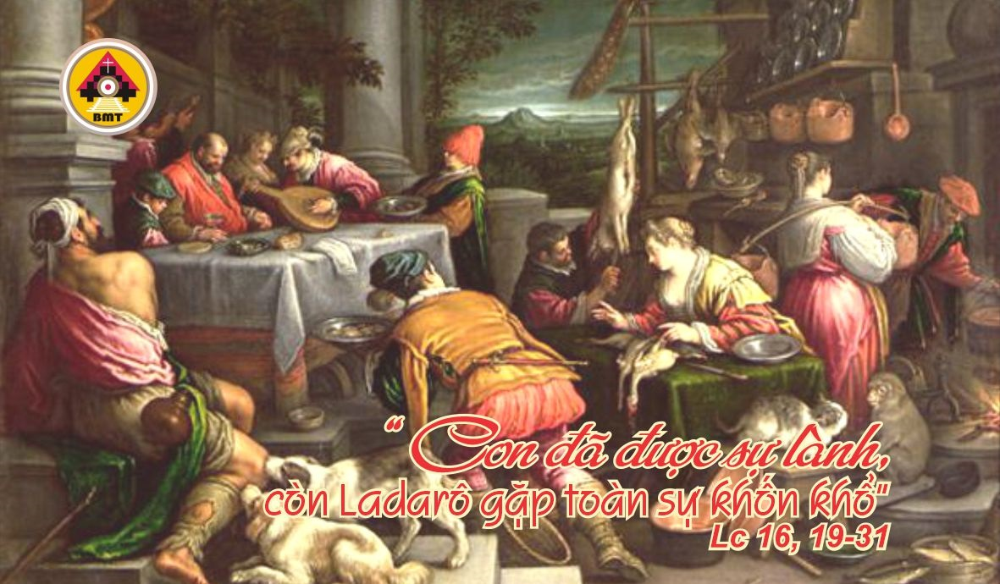 BMT
“Con đã được sự lành,
còn Ladarô gặp toàn sự khốn khổ"
Lc 16, 19-31